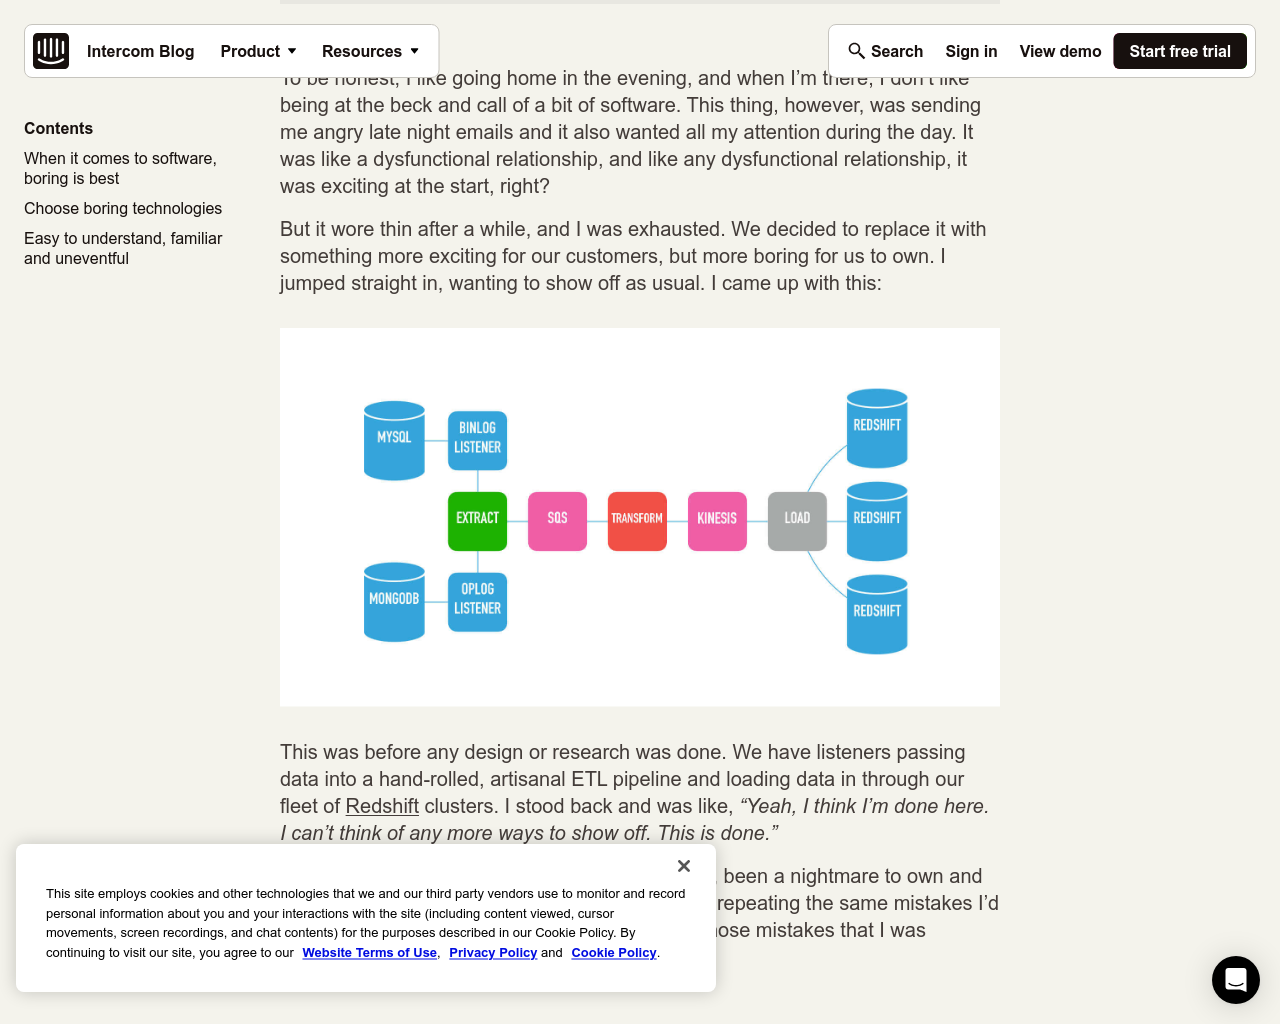 Intercom Blog Product Resources Search Sign in View demo Start free trial
Contents
When it comes to software,
boring is best
Choose boring technologies
Easy to understand, familiar
and uneventful
To be honest, I like going home in the evening, and when I’m there, I don’t like
being at the beck and call of a bit of software. This thing, however, was sending
me angry late night emails and it also wanted all my attention during the day. It
was like a dysfunctional relationship, and like any dysfunctional relationship, it
was exciting at the start, right?
But it wore thin after a while, and I was exhausted. We decided to replace it with
something more exciting for our customers, but more boring for us to own. I
jumped straight in, wanting to show off as usual. I came up with this:
MYSQL
BINLOG
LISTENER
REDSHIFT
EXTRACT
SQS
TRANSFORM
KINESIS
LOAD
REDSHIFT
MONGODB
OPLOG
LISTENER
REDSHIFT
This was before any design or research was done. We have listeners passing
data into a hand-rolled, artisanal ETL pipeline and loading data in through our
fleet of Redshift clusters. I stood back and was like, “Yeah, I think I’m done here.
I can’t think of any more ways to show off. This is done.”
been a nightmare to own and
repeating the same mistakes I’d
mistakes that I was
This site employs cookies and other technologies that we and our third party vendors use to monitor and record
personal information about you and your interactions with the site (including content viewed, cursor
movements, screen recordings, and chat contents) for the purposes described in our Cookie Policy. By
continuing to visit our site, you agree to our Website Terms of Use, Privacy Policy and Cookie Policy.